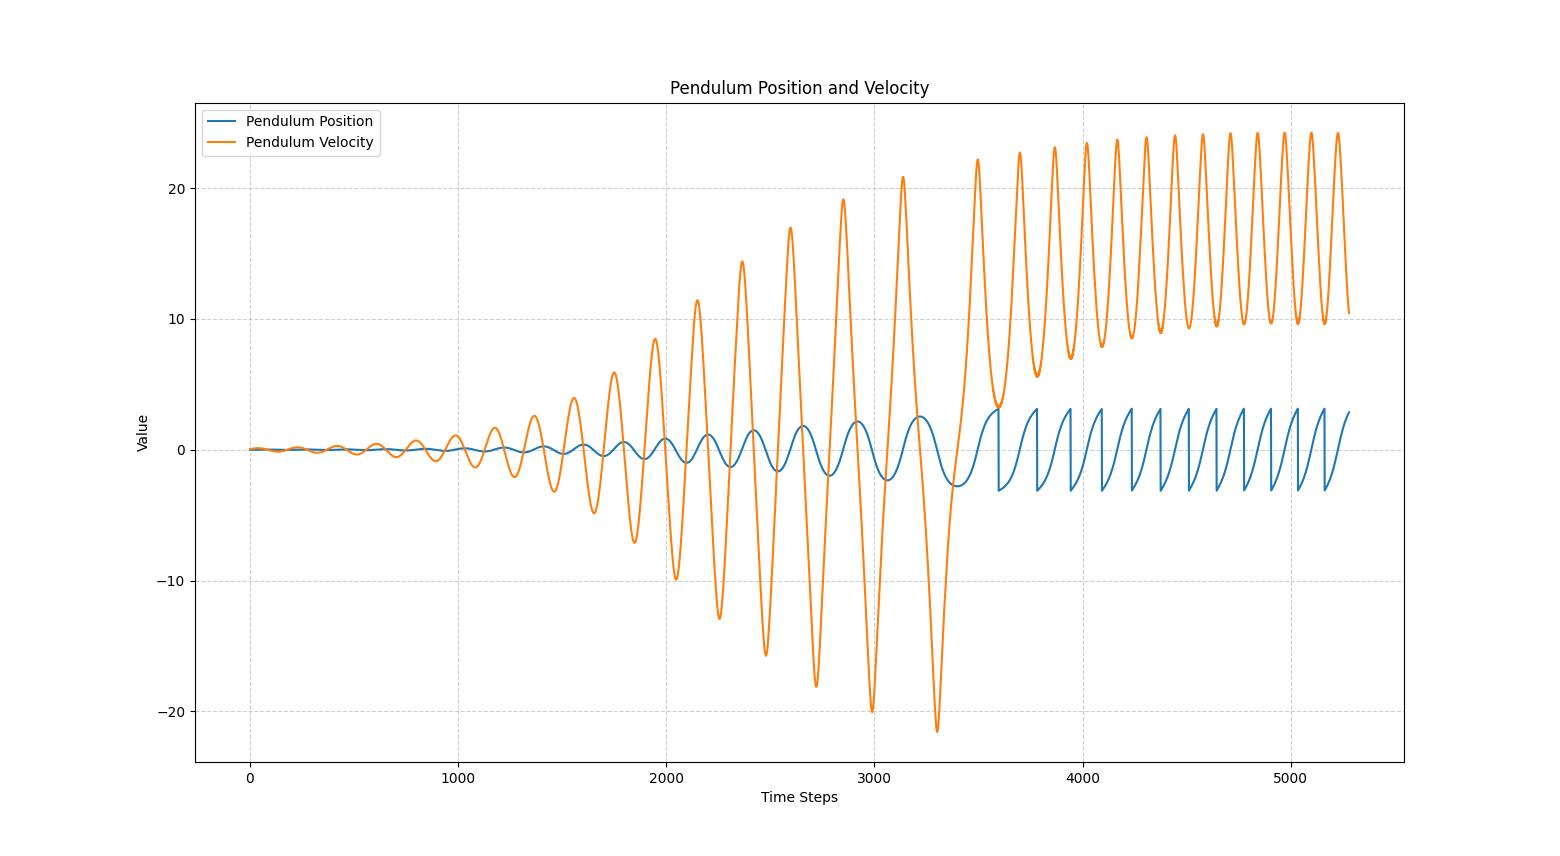 Pendulum Position and Velocity
Pendulum Position
Pendulum Velocity
20
10
0
−10
−20
Value
0 1000 2000 3000 4000 5000
Time Steps